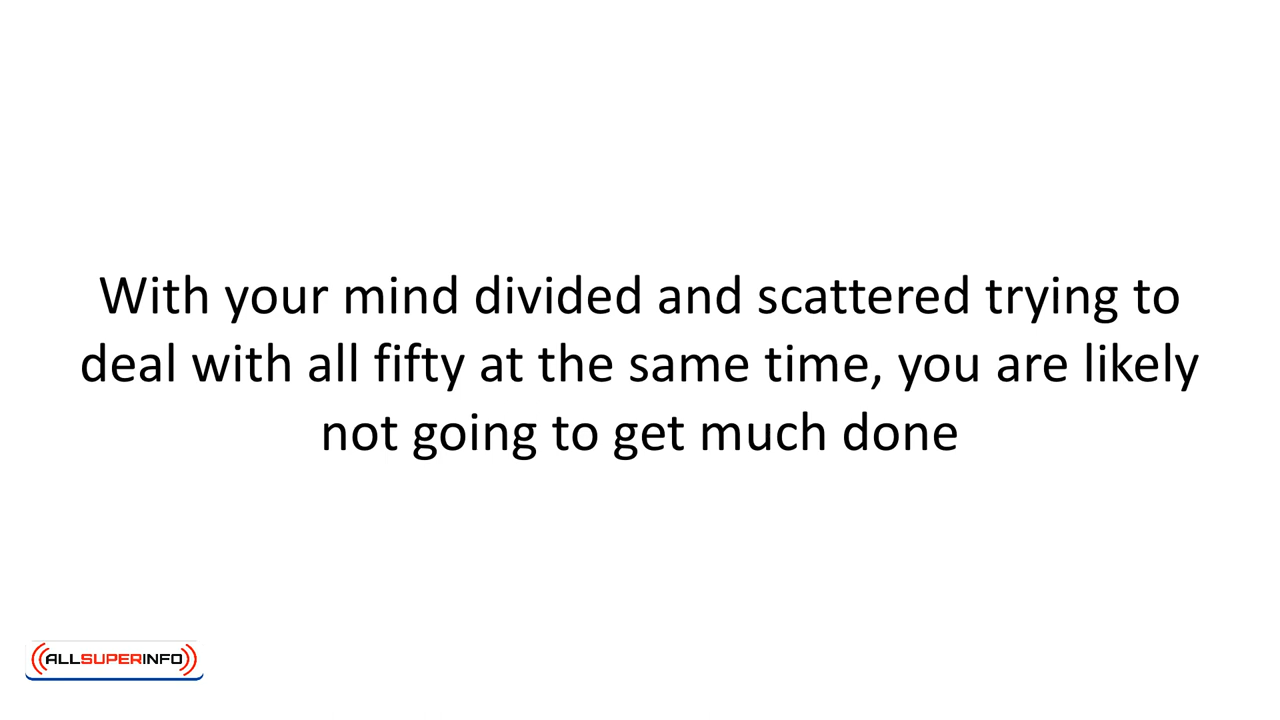 With your mind divided and scattered trying to
deal with all fifty at the same time, you are likely
not going to get much done
ALLSUPERINFO